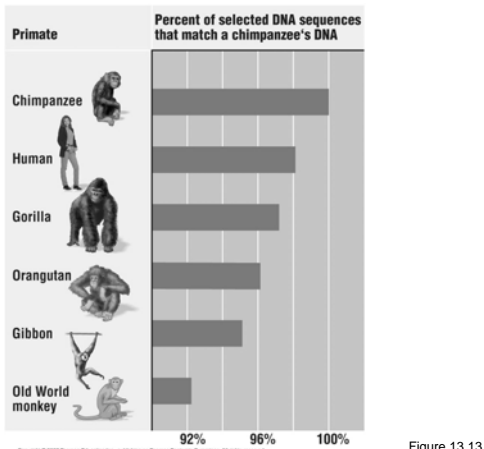 Primate
Percent of selected DNA sequences
that match a chimpanzee's DNA
Chimpanzee
Human
Gorilla
Orangutan
Gibbon
Old World
monkey
92% 96% 100%
Figure 13.13